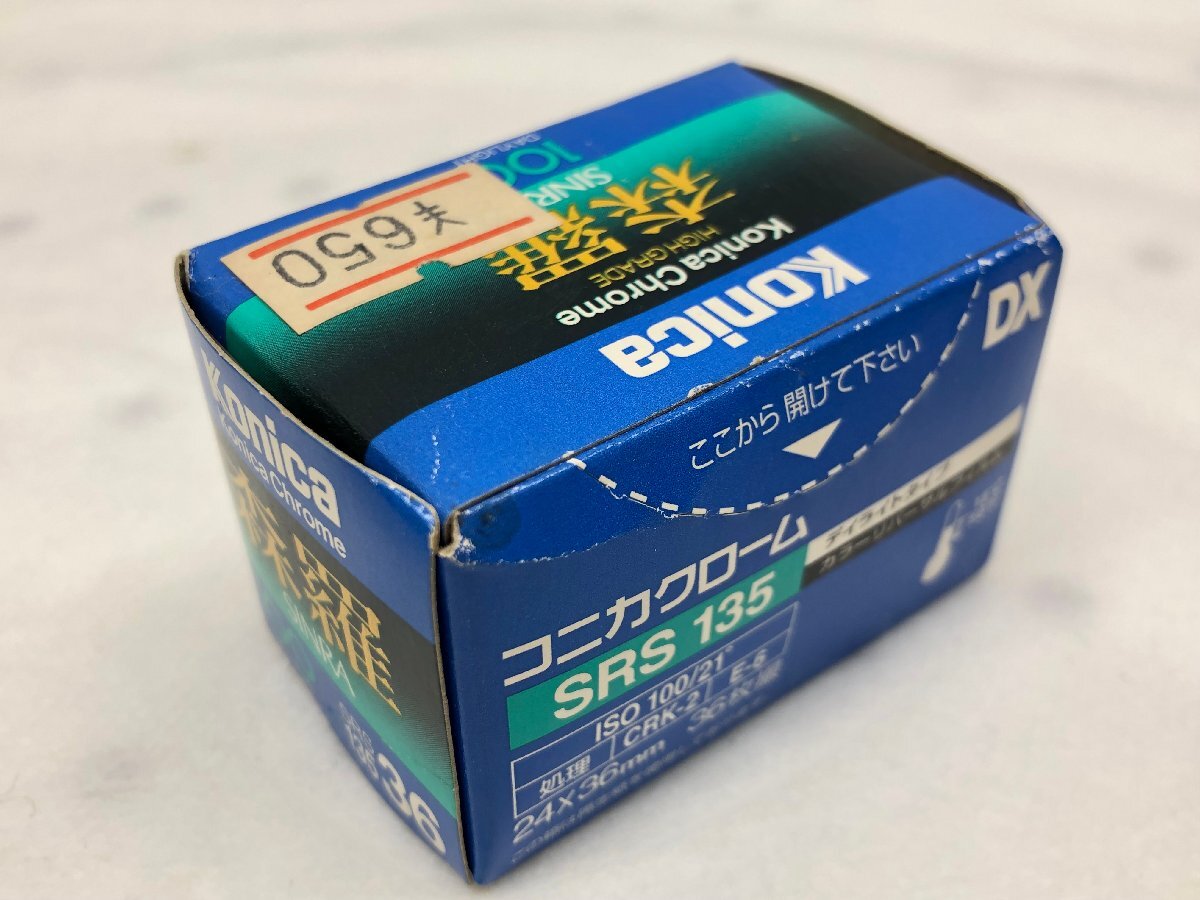 ¥650
100
DAYLIGHT
SINRA
森羅
HIGH GRADE
Konica Chrome
Konica
ここから開けて下さい
DX
コニカクローム
デイライトタイプ
カラーリバーサルフィルム
SRS 135
ISO 100/21°
処理 CRK-2 E-6
24×36mm 36枚撮
Konica
Konica Chrome
森羅
SINRA
SRS
135
36